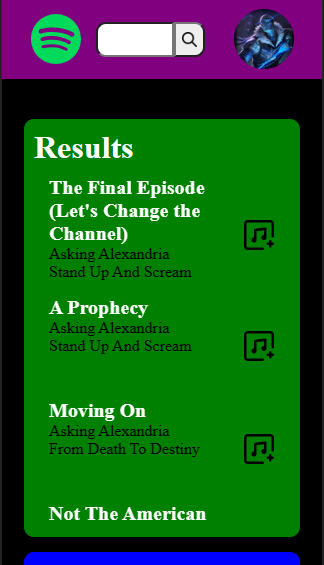 Results
The Final Episode
(Let's Change the
Channel)
Asking Alexandria
Stand Up And Scream
A Prophecy
Asking Alexandria
Stand Up And Scream
Moving On
Asking Alexandria
From Death To Destiny
Not The American